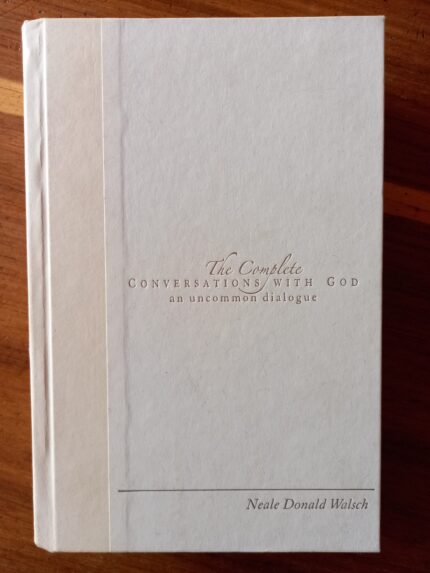 The Complete
CONVERSATIONS WITH GOD
an uncommon dialogue
Neale Donald Walsch